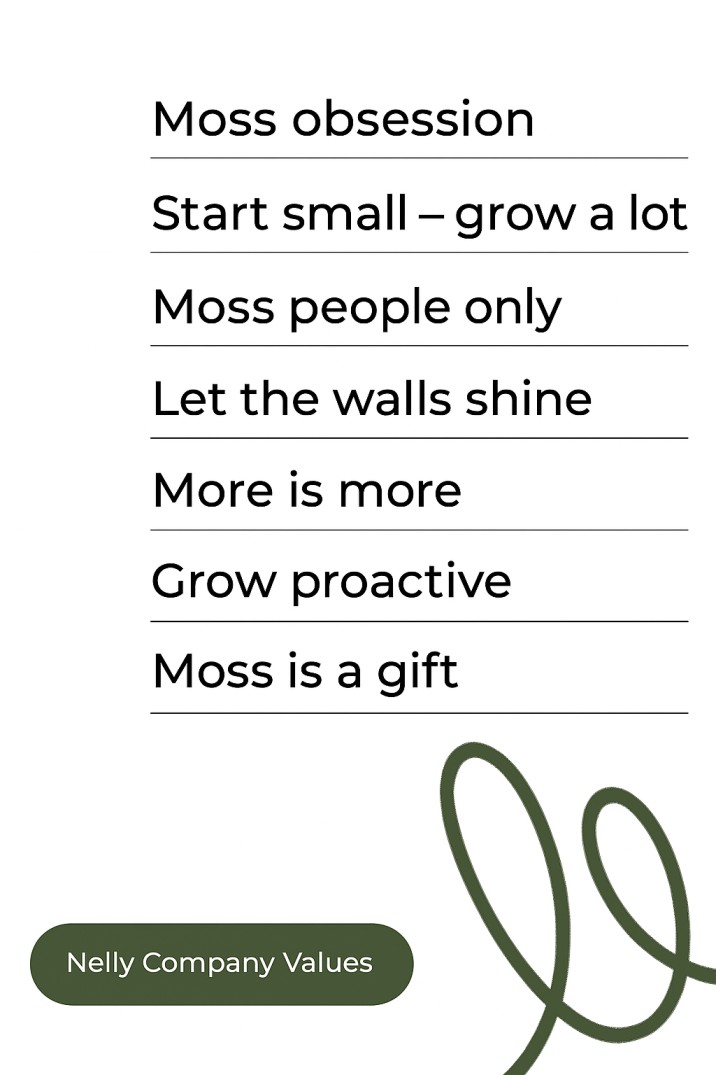 Moss obsession
Start small – grow a lot
Moss people only
Let the walls shine
More is more
Grow proactive
Moss is a gift
Nelly Company Values